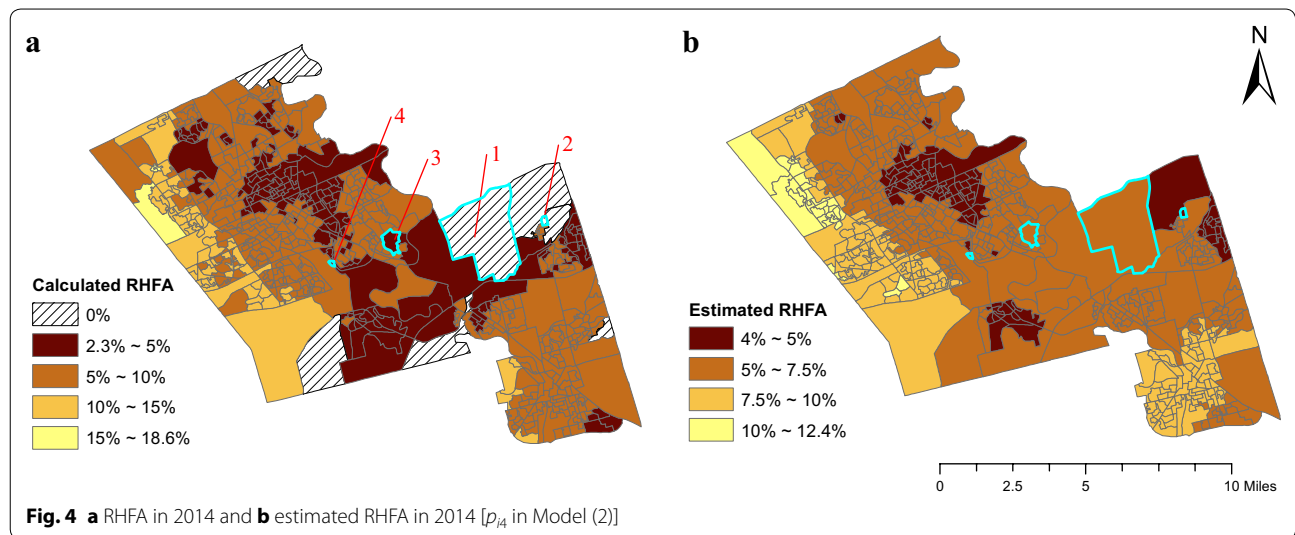 a
b
N
4
3
1
2
Calculated RHFA
0%
2.3% ~ 5%
5% ~ 10%
10% ~ 15%
15% ~ 18.6%
Estimated RHFA
4% ~ 5%
5% ~ 7.5%
7.5% ~ 10%
10% ~ 12.4%
0 2.5 5 10 Miles
Fig. 4 a RHFA in 2014 and b estimated RHFA in 2014 [pi4 in Model (2)]